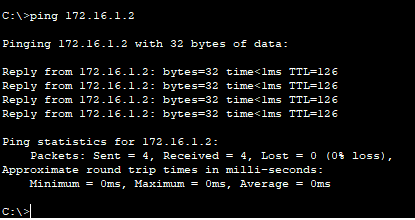 C:\>ping 172.16.1.2
Pinging 172.16.1.2 with 32 bytes of data:
Reply from 172.16.1.2: bytes=32 time<1ms TTL=126
Reply from 172.16.1.2: bytes=32 time<1ms TTL=126
Reply from 172.16.1.2: bytes=32 time<1ms TTL=126
Reply from 172.16.1.2: bytes=32 time<1ms TTL=126
Ping statistics for 172.16.1.2:
    Packets: Sent = 4, Received = 4, Lost = 0 (0% loss),
Approximate round trip times in milli-seconds:
    Minimum = 0ms, Maximum = 0ms, Average = 0ms
C:\>